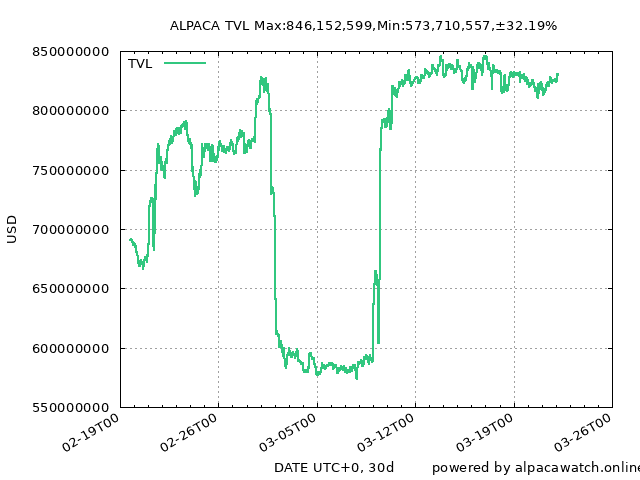 ALPACA TVL Max:846,152,599,Min:573,710,557,±32.19%
TVL
850000000
800000000
750000000
700000000
650000000
600000000
550000000
USD
02-19T00
02-26T00
03-05T00
03-12T00
03-19T00
03-26T00
DATE UTC+0, 30d
powered by alpacawatch.online